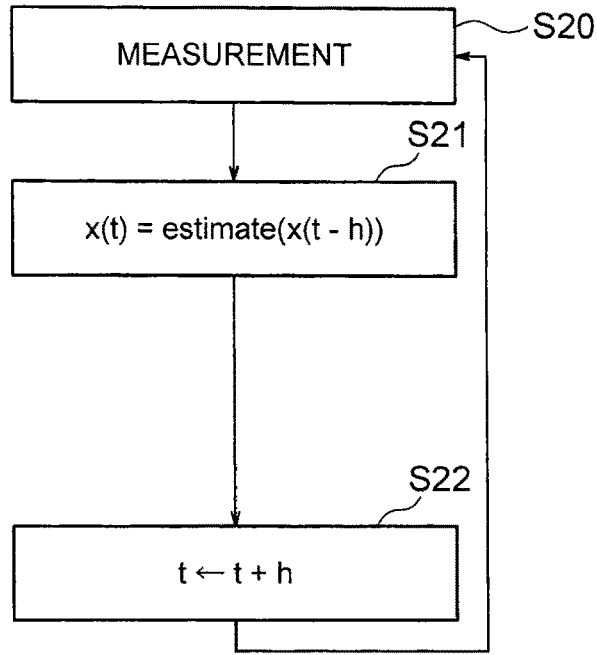 S20
MEASUREMENT
S21
x(t) = estimate(x(t - h))
S22
t ← t + h